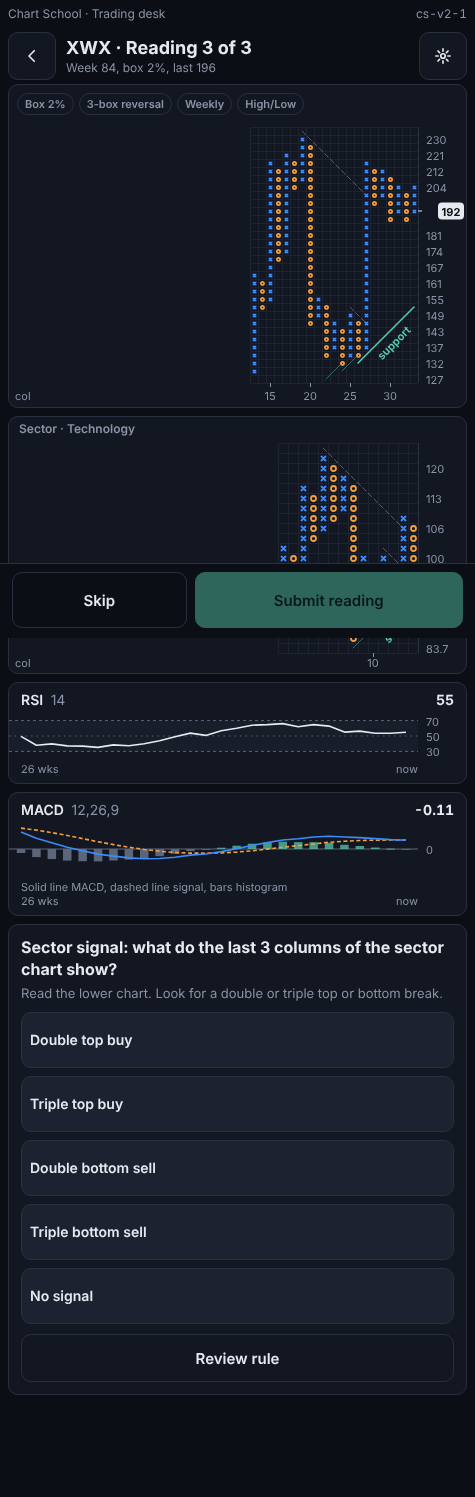 Chart School · Trading desk
cs-v2-1
XWX · Reading 3 of 3
Week 84, box 2%, last 196
Box 2%
3-box reversal
Weekly
High/Low
230
221
212
204
192
181
174
167
161
155
149
143
137
132
127
support
col
15
20
25
30
Sector · Technology
120
113
106
100
Skip
Submit reading
83.7
col
10
RSI 14
55
70
50
30
26 wks
now
MACD 12,26,9
-0.11
0
Solid line MACD, dashed line signal, bars histogram
26 wks
now
Sector signal: what do the last 3 columns of the sector
chart show?
Read the lower chart. Look for a double or triple top or bottom break.
Double top buy
Triple top buy
Double bottom sell
Triple bottom sell
No signal
Review rule